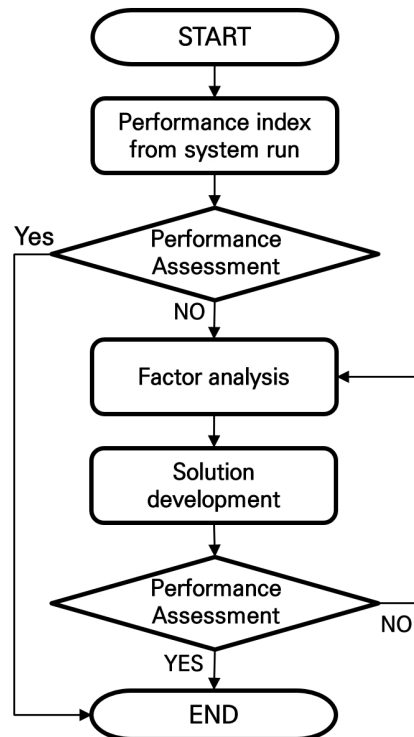 START
Performance index
from system run
Yes
Performance
Assessment
NO
Factor analysis
Solution
development
Performance
Assessment
NO
YES
END